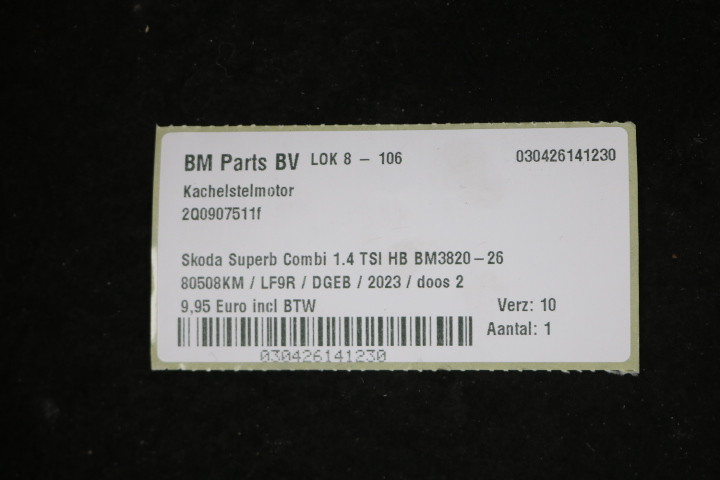 BM Parts BV LOK 8 - 106 030426141230
Kachelstelmotor
2Q0907511f
Skoda Superb Combi 1.4 TSI HB BM3820-26
80508KM / LF9R / DGEB / 2023 / doos 2
9,95 Euro incl BTW Verz: 10
Aantal: 1
030426141230